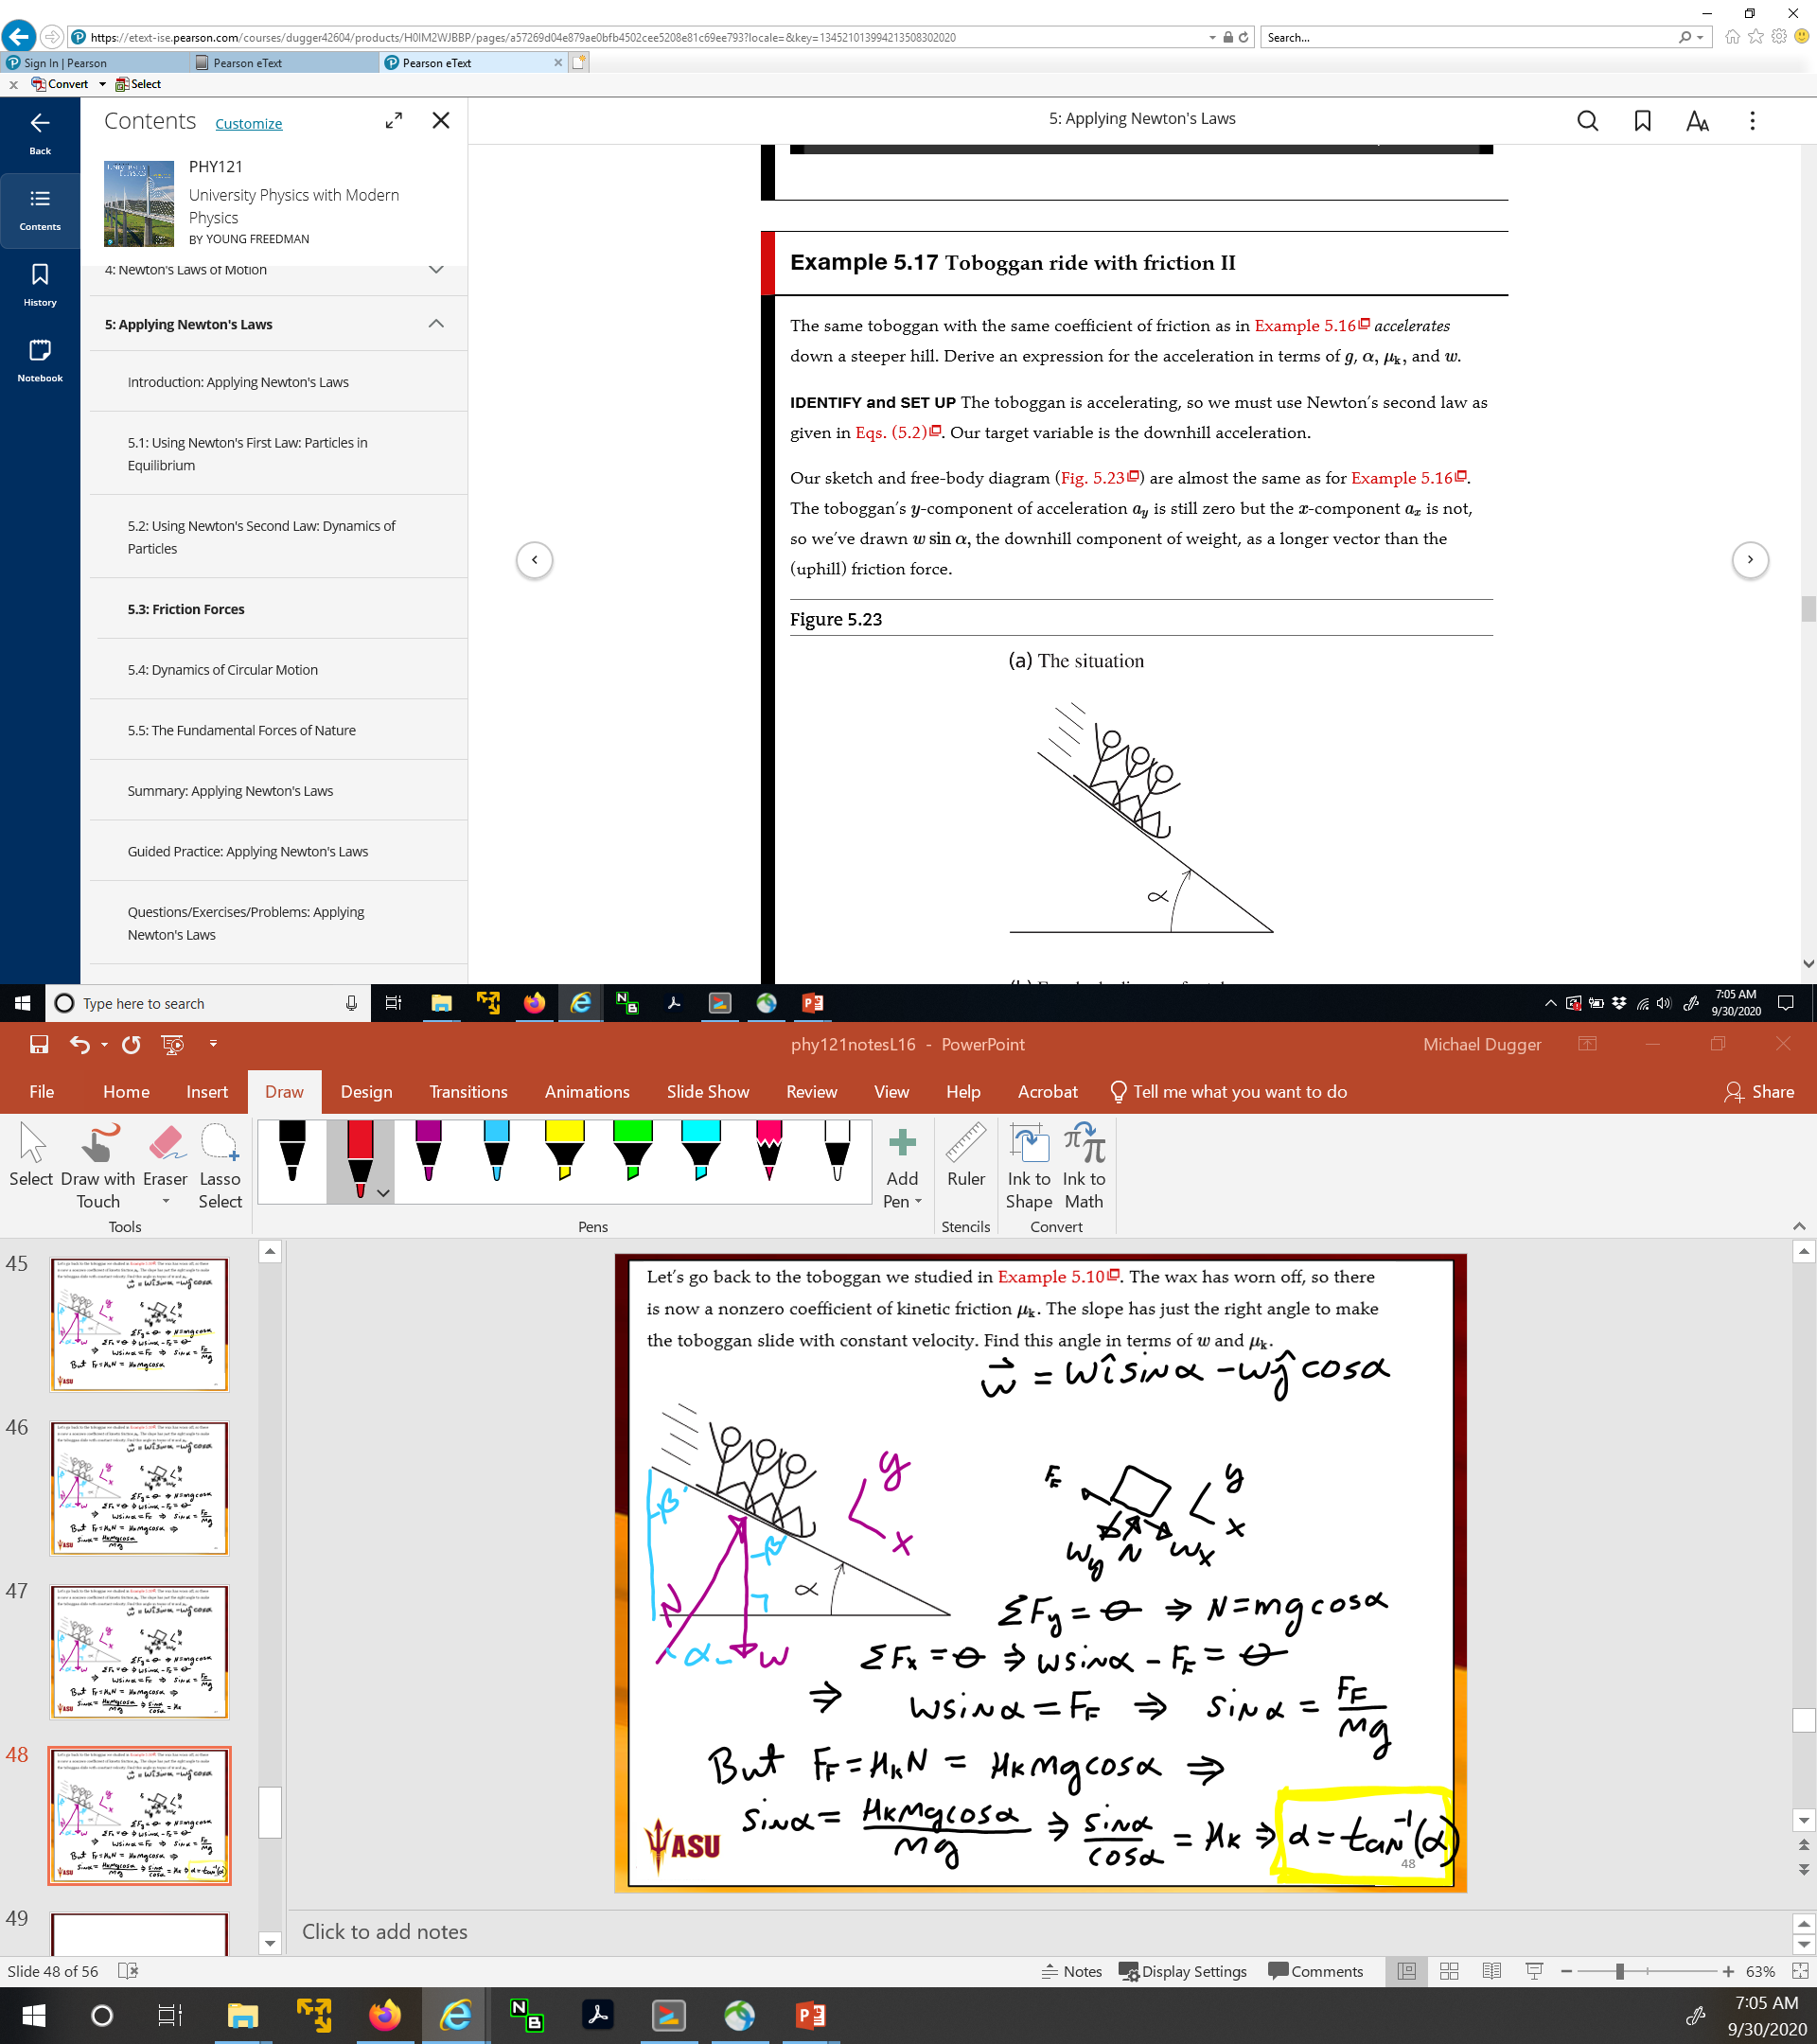 https://etext-ise.pearson.com/courses/dugger42604/products/H0IM2WJBBP/pages/a57269d04e879ae0bfb4502cee5208e81c69ee793?locale=&key=13452101399421350830​2020
Search...
Sign In | Pearson
Pearson eText
Pearson eText
Convert
Select
Contents
Customize
5: Applying Newton's Laws
Back
PHY121
University Physics with Modern
Physics
BY YOUNG FREEDMAN
Contents
History
Notebook
4: Newton's Laws of Motion
5: Applying Newton's Laws
Introduction: Applying Newton's Laws
5.1: Using Newton's First Law: Particles in
Equilibrium
5.2: Using Newton's Second Law: Dynamics of
Particles
5.3: Friction Forces
5.4: Dynamics of Circular Motion
5.5: The Fundamental Forces of Nature
Summary: Applying Newton's Laws
Guided Practice: Applying Newton's Laws
Questions/Exercises/Problems: Applying
Newton's Laws
Example 5.17 Toboggan ride with friction II
The same toboggan with the same coefficient of friction as in Example 5.16 accelerates
down a steeper hill. Derive an expression for the acceleration in terms of g, α, μk, and w.
IDENTIFY and SET UP The toboggan is accelerating, so we must use Newton's second law as
given in Eqs. (5.2). Our target variable is the downhill acceleration.
Our sketch and free-body diagram (Fig. 5.23) are almost the same as for Example 5.16.
The toboggan's y-component of acceleration ay is still zero but the x-component ax is not,
so we've drawn w sin α, the downhill component of weight, as a longer vector than the
(uphill) friction force.
Figure 5.23
(a) The situation
α
Type here to search
7:05 AM
9/30/2020
phy121notesL16 - PowerPoint
Michael Dugger
File Home Insert Draw Design Transitions Animations Slide Show Review View Help Acrobat Tell me what you want to do Share
Select
Draw with
Touch
Eraser
Lasso
Select
Add
Pen
Ruler
Ink to
Shape
Ink to
Math
Tools
Pens
Stencils
Convert
45
46
47
48
49
Let's go back to the toboggan we studied in Example 5.10. The wax has worn off, so there
is now a nonzero coefficient of kinetic friction μk. The slope has just the right angle to make
the toboggan slide with constant velocity. Find this angle in terms of w and μk.
w⃗ = wî sinα - wĵ cosα
y
x
β
β
α
N
α
w
FF
y
x
wy N wx
ΣFy = 0 ⇒ N = mg cosα
ΣFx = 0 ⇒ w sinα - FF = 0
⇒ w sinα = FF ⇒ sinα = FF/mg
But FF = μkN = μk mg cosα ⇒
sinα = μk mg cosα/mg ⇒ sinα/cosα = μk ⇒ α = tan⁻¹(α)
ASU
48
Click to add notes
Slide 48 of 56
Notes
Display Settings
Comments
63%
7:05 AM
9/30/2020